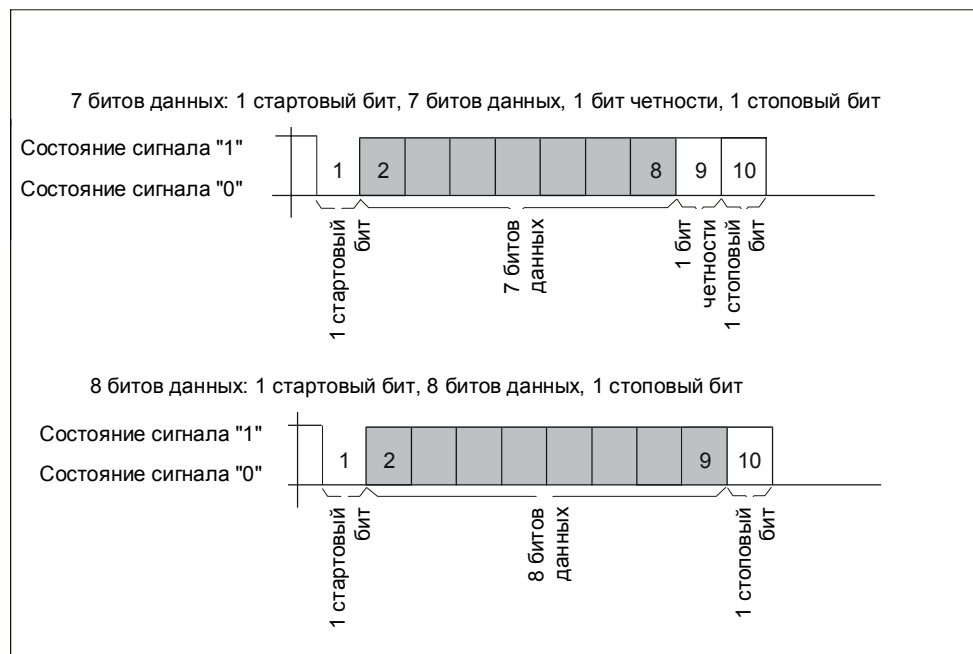 7 битов данных: 1 стартовый бит, 7 битов данных, 1 бит четности, 1 стоповый бит
Состояние сигнала "1"
Состояние сигнала "0"
1 2 8 9 10
1 стартовый
бит
7 битов
данных
1 бит
четности
1 стоповый
бит
8 битов данных: 1 стартовый бит, 8 битов данных, 1 стоповый бит
Состояние сигнала "1"
Состояние сигнала "0"
1 2 9 10
1 стартовый
бит
8 битов
данных
1 стоповый
бит